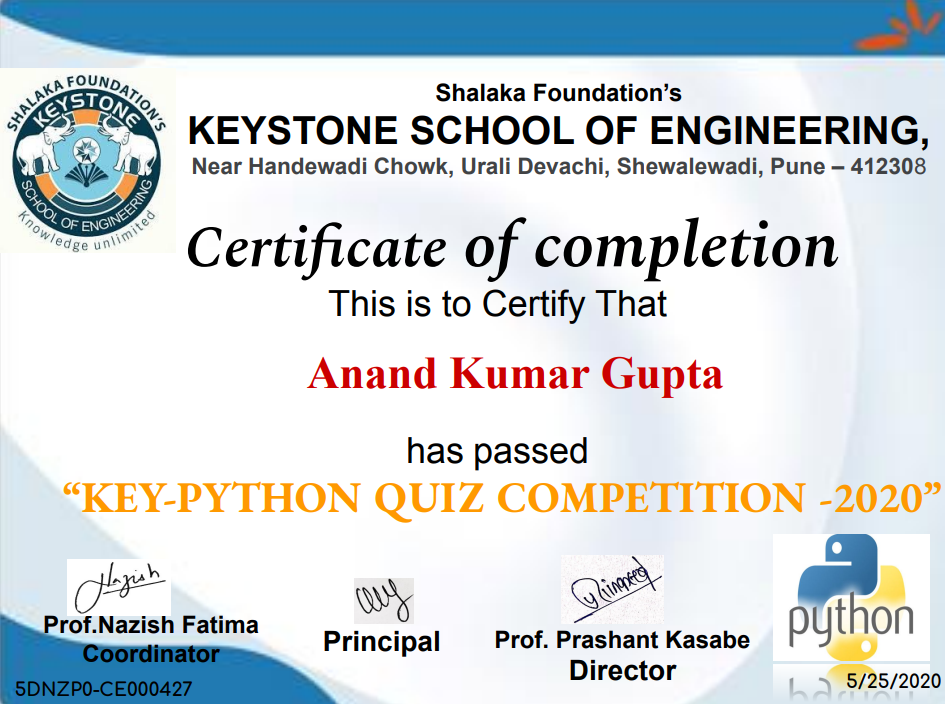 SHALAKA FOUNDATION'S
KEYSTONE
SCHOOL OF ENGINEERING
Knowledge unlimited
Shalaka Foundation's
KEYSTONE SCHOOL OF ENGINEERING,
Near Handewadi Chowk, Urali Devachi, Shewalewadi, Pune – 412308
Certificate of completion
This is to Certify That
Anand Kumar Gupta
has passed
“KEY-PYTHON QUIZ COMPETITION -2020”
Nazish
Prof.Nazish Fatima
Coordinator
Principal
Prof. Prashant Kasabe
Director
python
5DNZP0-CE000427
5/25/2020